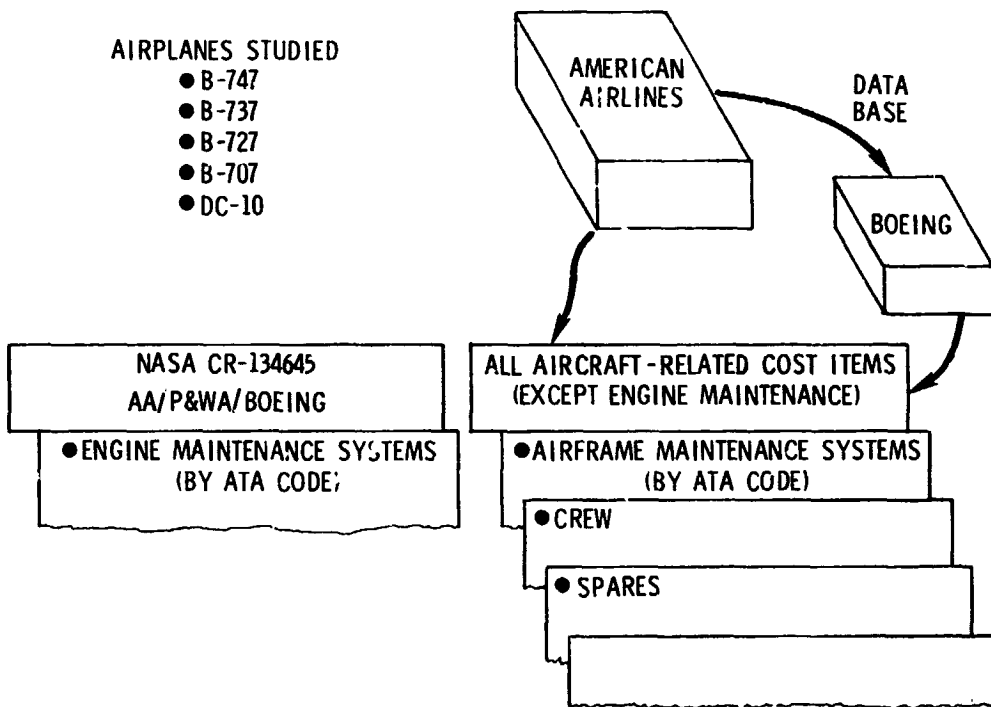 AIRPLANES STUDIED
● B-747
● B-737
● B-727
● B-707
● DC-10
AMERICAN
AIRLINES
DATA
BASE
BOEING
NASA CR-134645
AA/P&WA/BOEING
● ENGINE MAINTENANCE SYSTEMS
(BY ATA CODE)
ALL AIRCRAFT-RELATED COST ITEMS
(EXCEPT ENGINE MAINTENANCE)
● AIRFRAME MAINTENANCE SYSTEMS
(BY ATA CODE)
● CREW
● SPARES